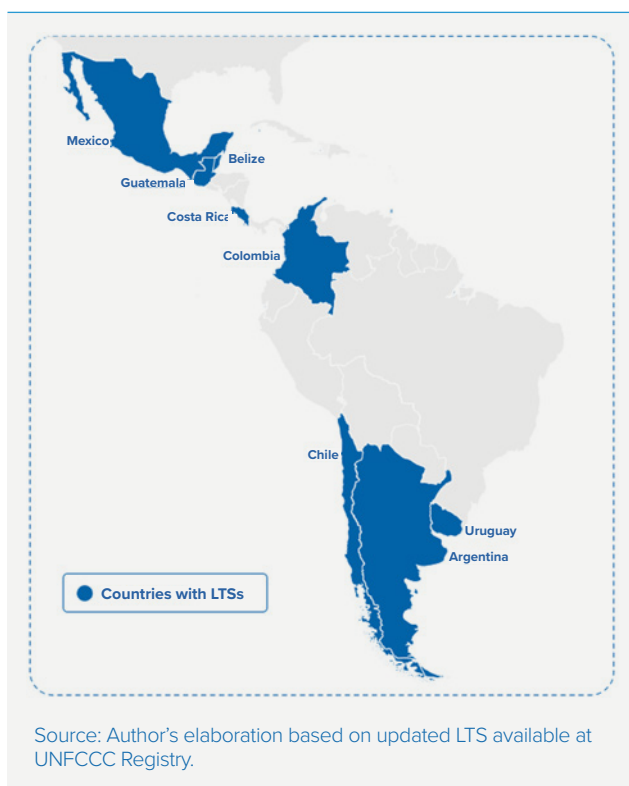 Mexico
Belize
Guatemala
Costa Rica
Colombia
Chile
Uruguay
Argentina
Countries with LTSs
Source: Author's elaboration based on updated LTS available at
UNFCCC Registry.